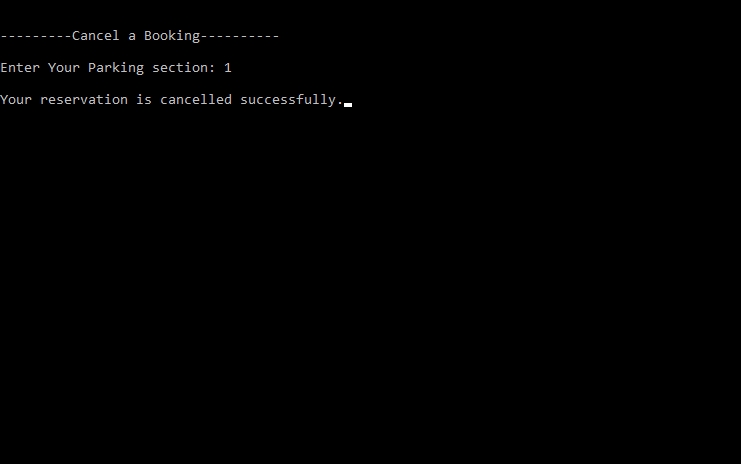 ---------Cancel a Booking----------
Enter Your Parking section: 1
Your reservation is cancelled successfully.